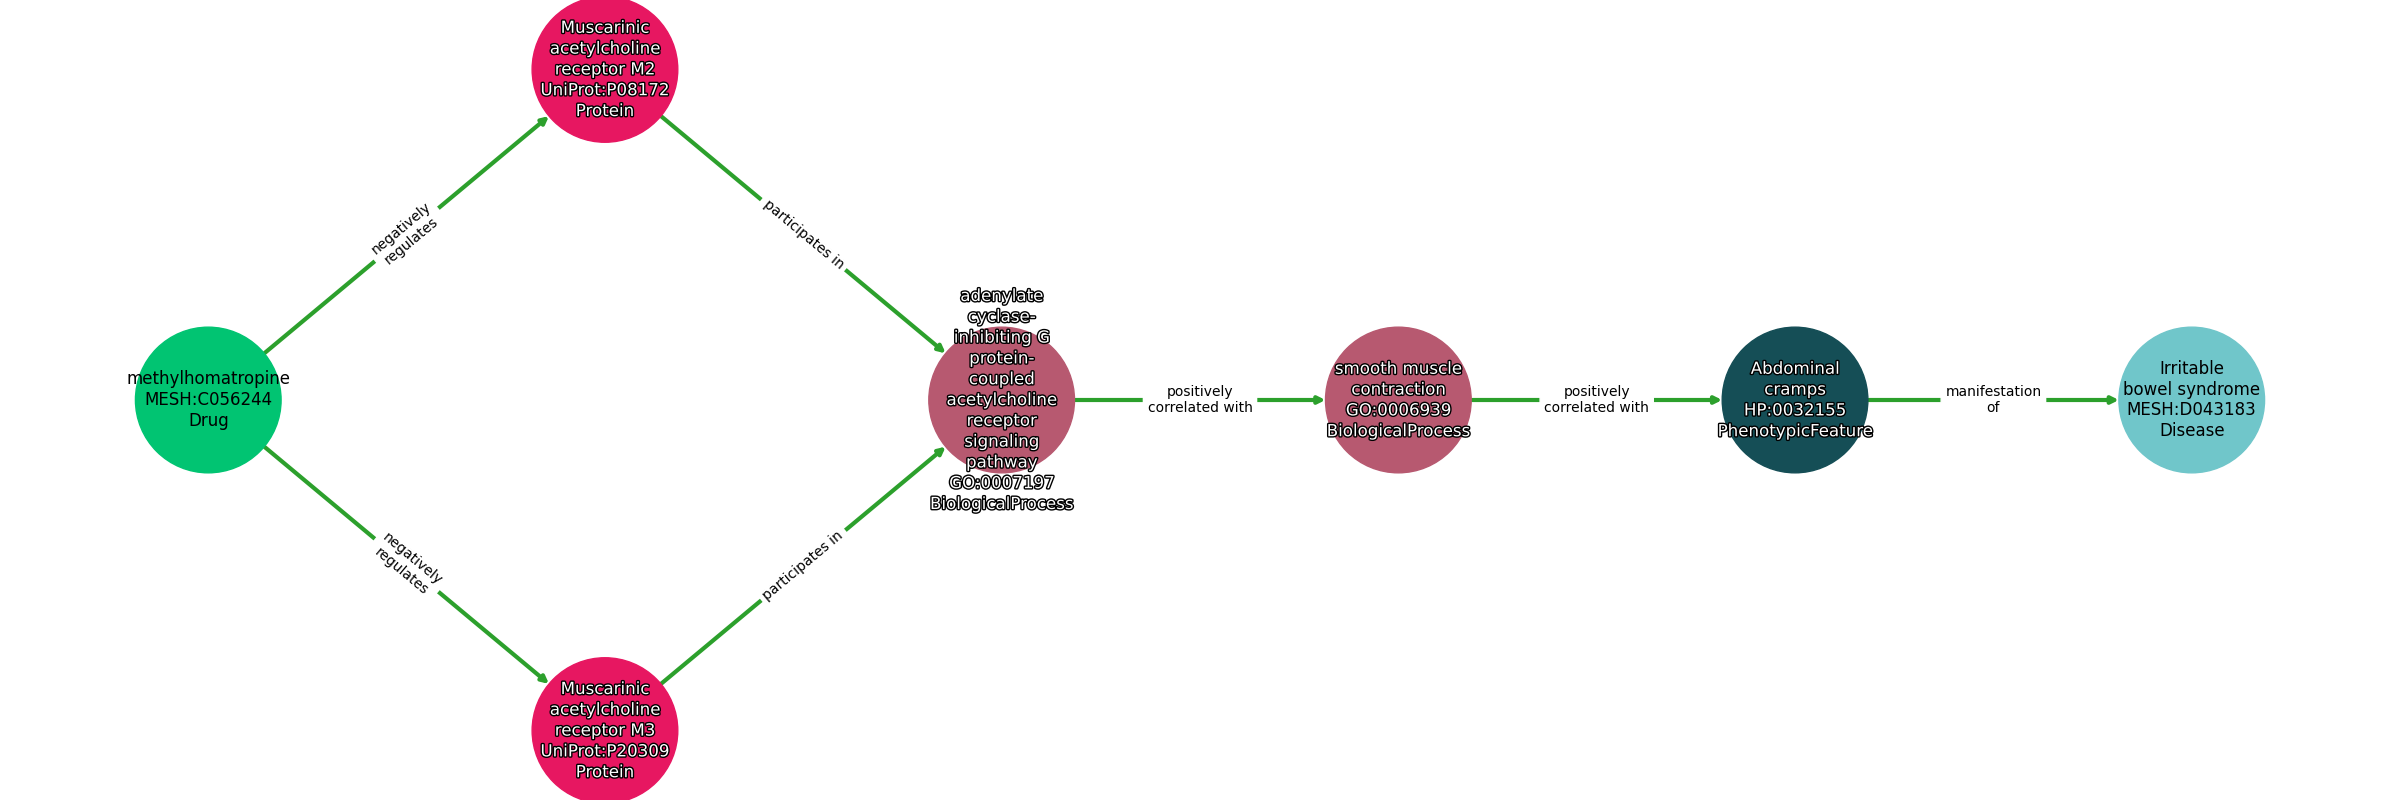 Muscarinic
acetylcholine
receptor M2
UniProt:P08172
Protein
negatively
regulates
participates in
methylhomatropine
MESH:C056244
Drug
adenylate
cyclase-
inhibiting G
protein-
coupled
acetylcholine
receptor
signaling
pathway
GO:0007197
BiologicalProcess
positively
correlated with
smooth muscle
contraction
GO:0006939
BiologicalProcess
positively
correlated with
Abdominal
cramps
HP:0032155
PhenotypicFeature
manifestation
of
Irritable
bowel syndrome
MESH:D043183
Disease
negatively
regulates
participates in
Muscarinic
acetylcholine
receptor M3
UniProt:P20309
Protein